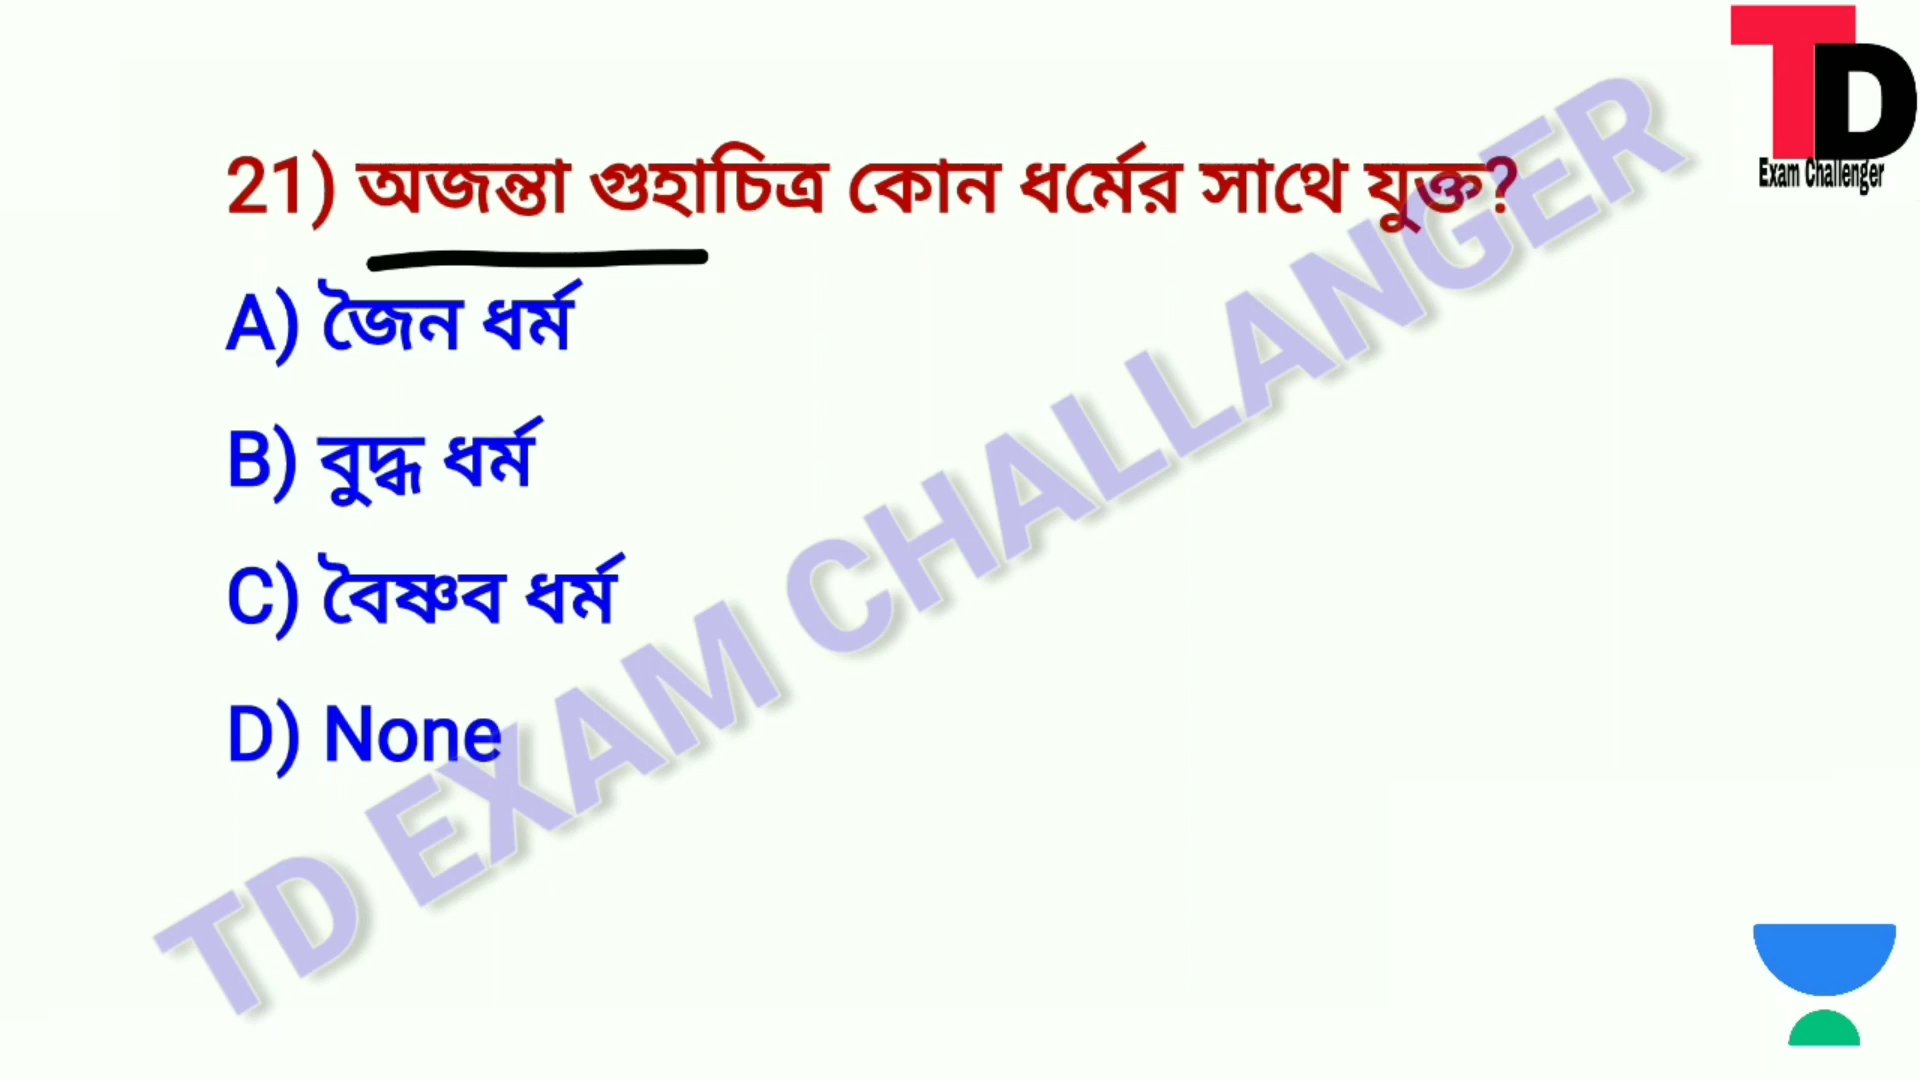 TD
Exam Challenger
21) অজন্তা গুহাচিত্র কোন ধর্মের সাথে যুক্ত?
A) জৈন ধর্ম
B) বুদ্ধ ধর্ম
C) বৈষ্ণব ধর্ম
D) None
TD EXAM CHALLANGER